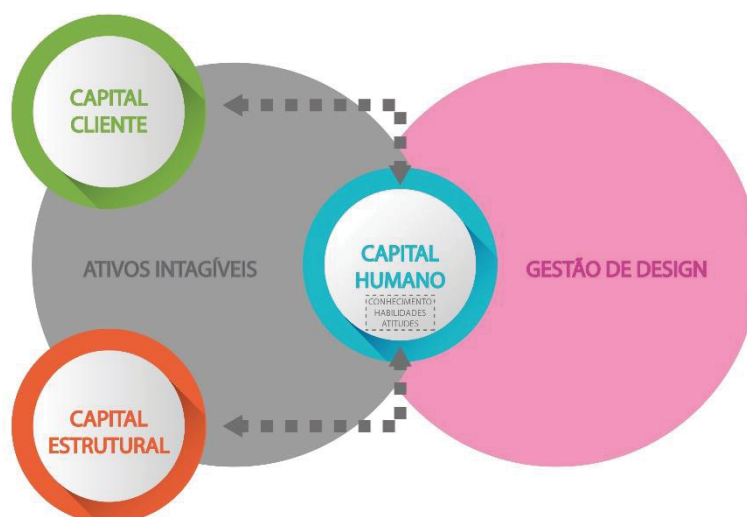 CAPITAL
CLIENTE
ATIVOS INTAGÍVEIS
CAPITAL
HUMANO
CONHECIMENTO
HABILIDADES
ATITUDES
GESTÃO DE DESIGN
CAPITAL
ESTRUTURAL